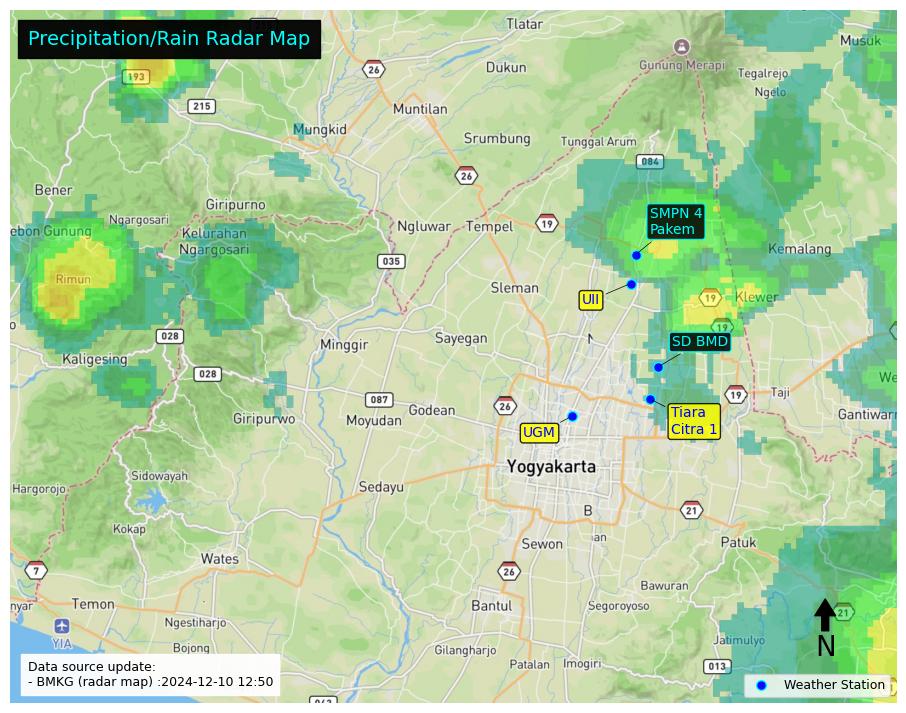 Precipitation/Rain Radar Map
Tlatar
Musuk
26
Gunung Merapi
Dukun
Tegalrejo
193
Ngelo
215
Muntilan
Mungkid
Srumbung
Tunggal Arum
084
26
Bener
Giripurno
Ngargosari
SMPN 4
Pakem
19
Ngluwar
Tempel
ebon Gunung
Kelurahan
Ngargosari
Kemalang
035
Rimun
Sleman
UII
19
Klewer
19
028
Sayegan
N
SD BMD
Minggir
Kaligesing
028
087
26
19
Taji
Godean
Tiara
Citra 1
Giripurwo
Moyudan
Gantiwar
UGM
Yogyakarta
Sidowayah
Hargorojo
Sedayu
B
21
Kokap
an
Sewon
Patuk
Wates
7
26
Bawuran
nyar
Temon
Bantul
Segoroyoso
21
Ngestiharjo
YIA
N
Jatimulyo
Bojong
Gilangharjo
Patalan
Imogiri
013
Data source update:
- BMKG (radar map) :2024-12-10 12:50
Weather Station